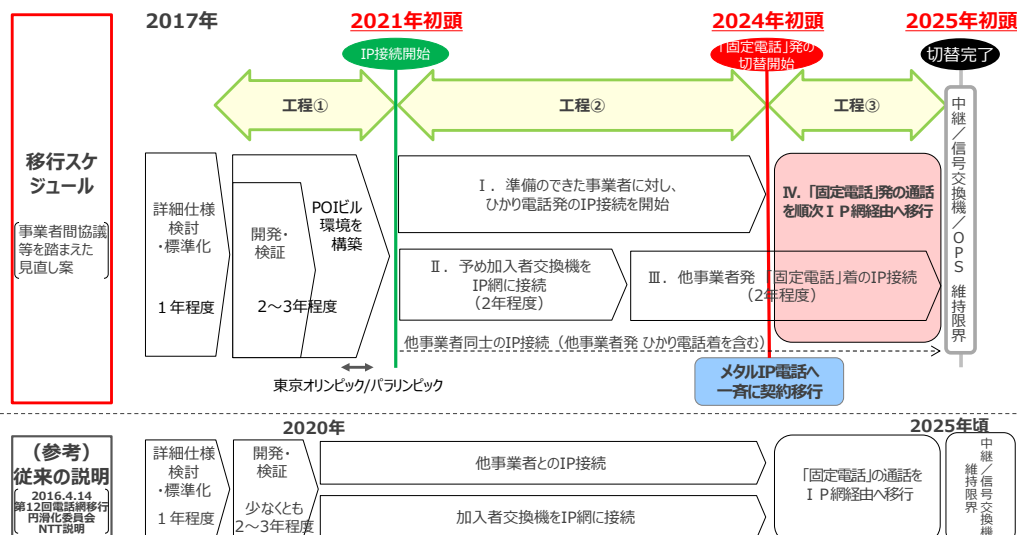 2017年
2021年初頭
2024年初頭
2025年初頭
IP接続開始
「固定電話」発の
切替開始
切替完了
工程①
工程②
工程③
移行スケ
ジュール
事業者間協議
等を踏まえた
見直し案
詳細仕様
検討
・標準化
1年程度
開発・
検証
2～3年程度
POIビル
環境を
構築
Ⅰ．準備のできた事業者に対し、
ひかり電話発のIP接続を開始
Ⅱ．予め加入者交換機を
IP網に接続
（2年程度）
Ⅲ．他事業者発 「固定電話」着のIP接続
（2年程度）
Ⅳ.「固定電話」発の通話
を順次ＩＰ網経由へ移行
中継／信号交換機／OPS 維持限界
他事業者同士のIP接続（他事業者発 ひかり電話着を含む）
東京オリンピック/パラリンピック
メタルIP電話へ
一斉に契約移行
2020年
2025年頃
（参考）
従来の説明
2016.4.14
第12回電話網移行
円滑化委員会
NTT説明
詳細仕様
検討
・標準化
1年程度
開発・
検証
少なくとも
2～3年程度
他事業者とのIP接続
加入者交換機をIP網に接続
「固定電話」の通話を
ＩＰ網経由へ移行
中継／信号交換機
維持限界